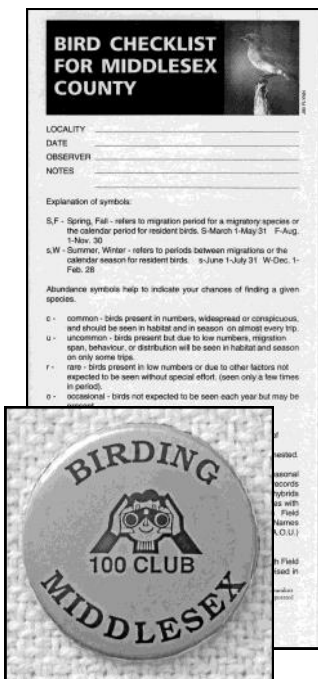 BIRD CHECKLIST
FOR MIDDLESEX
COUNTY
LOCALITY
DATE
OBSERVER
NOTES
Explanation of symbols:
S,F - Spring, Fall - refers to migration period for a migratory species or
the calendar period for resident birds. S-March 1-May 31 F-Aug.
1-Nov. 30
s,W - Summer, Winter - refers to periods between migrations or the
calendar season for resident birds. s-June 1-July 31 W-Dec. 1-
Feb. 28
Abundance symbols help to indicate your chances of finding a given
species.
c - common - birds present in numbers, widespread or conspicuous,
and should be seen in habitat and in season on almost every trip.
u - uncommon - birds present but due to low numbers, migration
span, behaviour, or distribution will be seen in habitat and season
on only some trips.
r - rare - birds present in low numbers or due to other factors not
expected to be seen without special effort. (seen only a few times
in period).
o - occasional - birds not expected to be seen each year but may be
present
records
hybrids
as with
Field
Names
A.O.U.)
Field
BIRDING
100 CLUB
MIDDLESEX